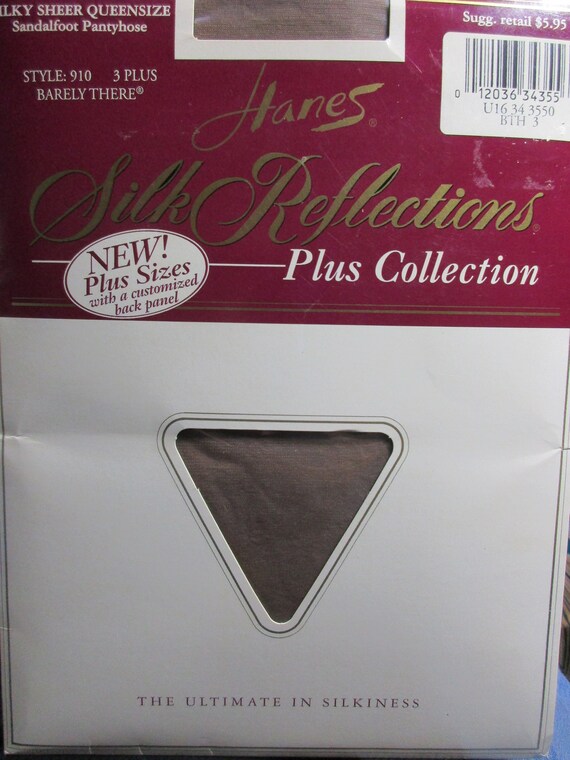 SILKY SHEER QUEENSIZE
Sandalfoot Pantyhose
Sugg. retail $5.95
STYLE: 910 3 PLUS
BARELY THERE®
0 12036 34355
U16 34 3550
BTH 3
Hanes®
Silk Reflections®
NEW!
Plus Sizes
with a customized
back panel
Plus Collection
THE ULTIMATE IN SILKINESS